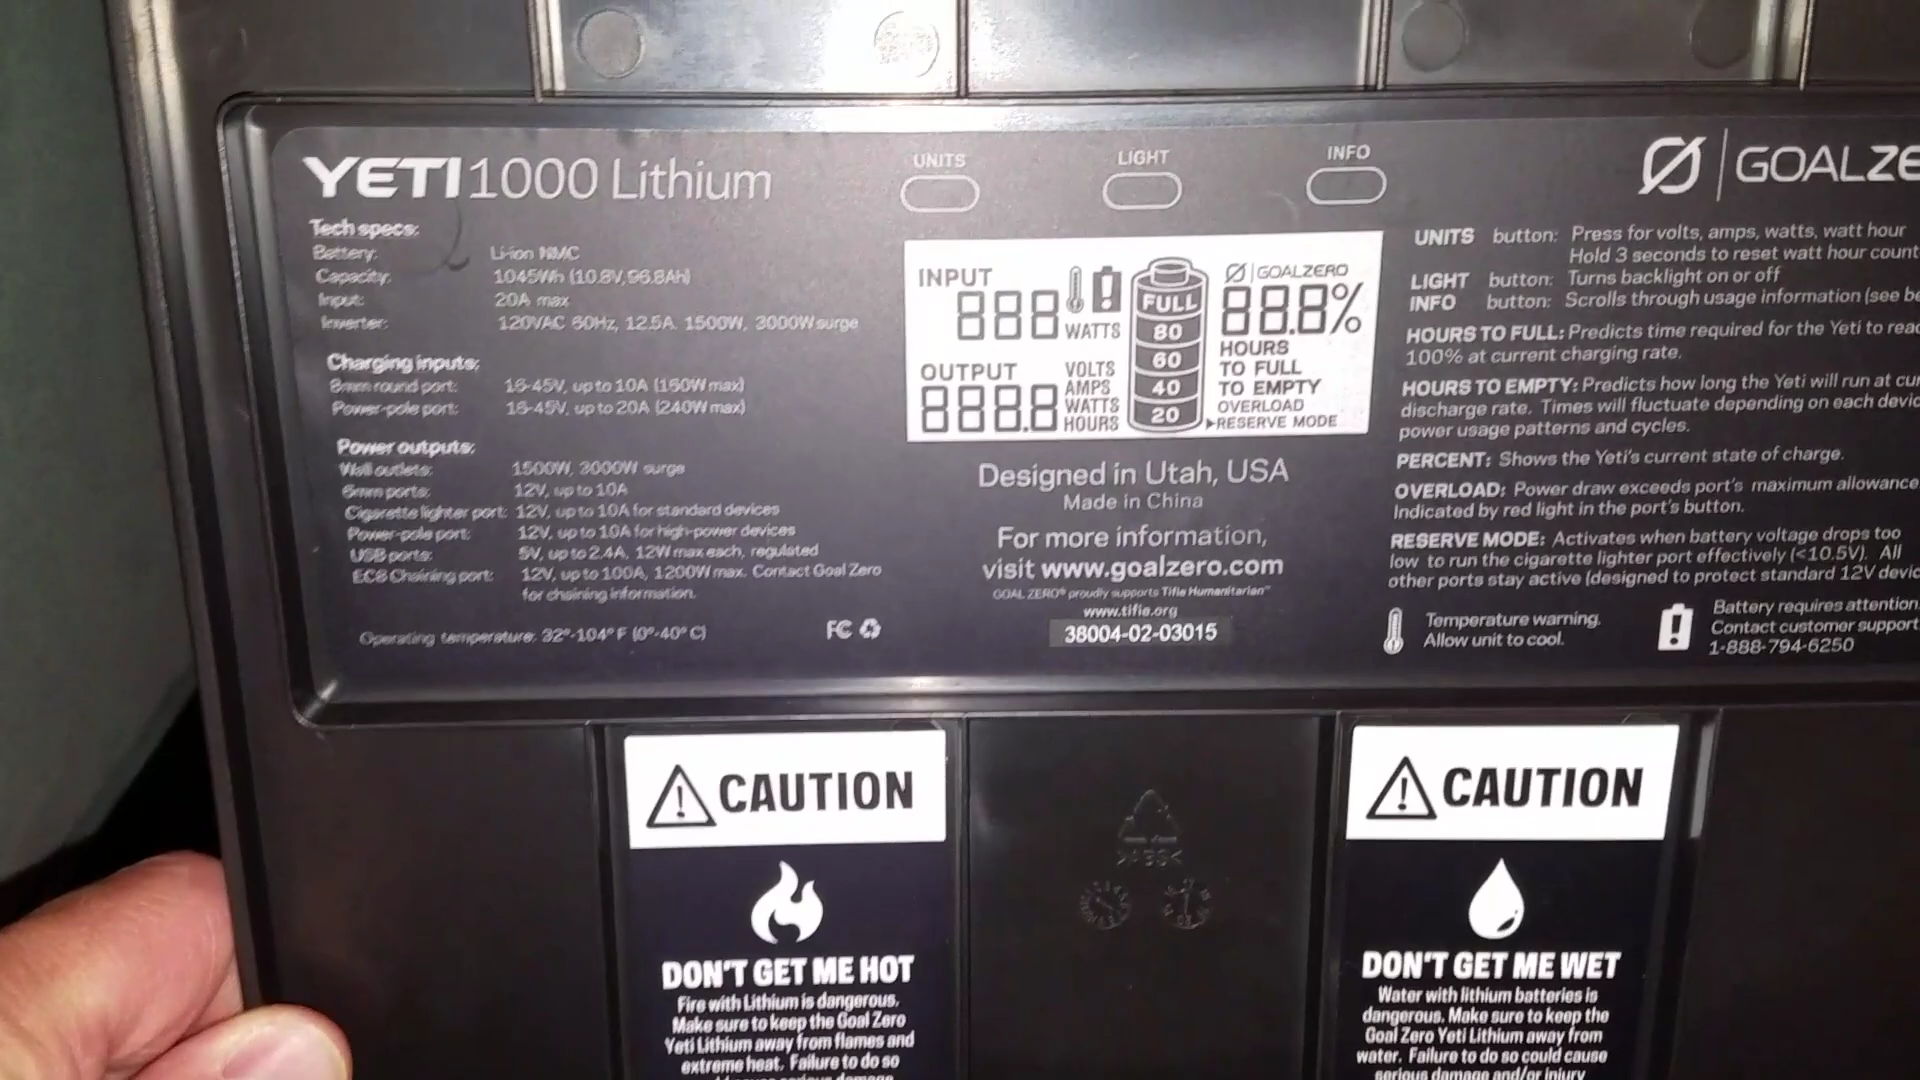 YETI 1000 Lithium
Tech specs:
Battery: Li-ion NMC
Capacity: 1045Wh (10.8V, 96.8Ah)
Input: 20A max
Inverter: 120VAC 60Hz, 12.5A 1500W, 3000W surge
Charging inputs:
8mm round port: 16-45V, up to 10A (150W max)
Power-pole port: 16-45V, up to 20A (240W max)
Power outputs:
Wall outlets: 1500W, 3000W surge
6mm ports: 12V, up to 10A
Cigarette lighter port: 12V, up to 10A for standard devices
Power-pole port: 12V, up to 10A for high-power devices
USB ports: 5V, up to 2.4A, 12W max each, regulated
EC8 Chaining port: 12V, up to 100A, 1200W max. Contact Goal Zero
for chaining information.
Operating temperature: 32°-104° F (0°-40° C)
FC
UNITS LIGHT INFO
INPUT
888 WATTS
OUTPUT
888.8 VOLTS
AMPS
WATTS
HOURS
FULL
80
60
40
20
GOALZERO
88.8%
HOURS
TO FULL
TO EMPTY
OVERLOAD
RESERVE MODE
Designed in Utah, USA
Made in China
For more information,
visit www.goalzero.com
GOAL ZERO® proudly supports Tifie Humanitarian™
www.tifie.org
38004-02-03015
GOALZE
UNITS button: Press for volts, amps, watts, watt hour
Hold 3 seconds to reset watt hour count
LIGHT button: Turns backlight on or off
INFO button: Scrolls through usage information (see be
HOURS TO FULL: Predicts time required for the Yeti to reac
100% at current charging rate.
HOURS TO EMPTY: Predicts how long the Yeti will run at cur
discharge rate. Times will fluctuate depending on each devic
power usage patterns and cycles.
PERCENT: Shows the Yeti's current state of charge.
OVERLOAD: Power draw exceeds port's maximum allowance.
Indicated by red light in the port's button.
RESERVE MODE: Activates when battery voltage drops too
low to run the cigarette lighter port effectively (<10.5V). All
other ports stay active (designed to protect standard 12V devic
Temperature warning.
Allow unit to cool.
Battery requires attention.
Contact customer support
1-888-794-6250
CAUTION
DON'T GET ME HOT
Fire with Lithium is dangerous.
Make sure to keep the Goal Zero
Yeti Lithium away from flames and
extreme heat. Failure to do so
could cause serious damage
>ABS<
CAUTION
DON'T GET ME WET
Water with lithium batteries is
dangerous. Make sure to keep the
Goal Zero Yeti Lithium away from
water. Failure to do so could cause
serious damage and/or injury